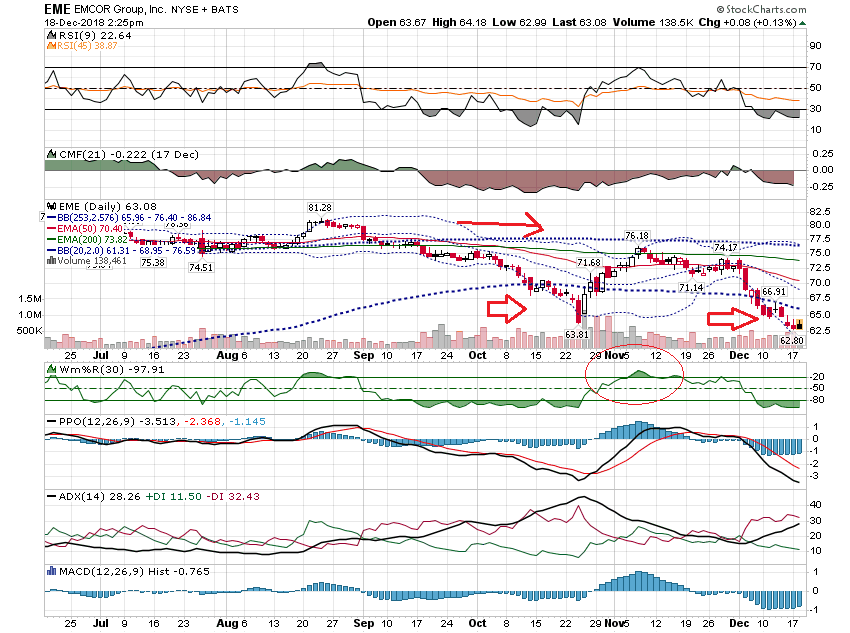 EME EMCOR Group, Inc. NYSE + BATS © StockCharts.com
18-Dec-2018 2:25pm Open 63.67 High 64.18 Low 62.99 Last 63.08 Volume 138.5K Chg +0.08 (+0.13%)
RSI(9) 22.64
RSI(45) 38.87
90
70
50
30
10
CMF(21) -0.222 (17 Dec)
0.25
0.00
-0.25
EME (Daily) 63.08
BB(253,2.576) 65.96 - 76.40 - 86.84
EMA(50) 70.40
EMA(200) 73.82
BB(20,2.0) 61.31 - 68.95 - 76.59
Volume 138,461
81.28
75.38
74.51
71.68
76.18
74.17
71.14
66.91
63.81
62.80
82.5
80.0
77.5
75.0
72.5
70.0
67.5
65.0
62.5
1.5M
1.0M
500K
25 Jul 9 16 23 Aug 6 13 20 27 Sep 10 17 24 Oct 8 15 22 29 Nov 5 12 19 26 Dec 10 17
Wm%R(30) -97.91
-20
-50
-80
PPO(12,26,9) -3.513, -2.368, -1.145
1
0
-1
-2
-3
ADX(14) 28.26 +DI 11.50 -DI 32.43
40
30
20
10
MACD(12,26,9) Hist -0.765
1
0
-1
25 Jul 9 16 23 Aug 6 13 20 27 Sep 10 17 24 Oct 8 15 22 29 Nov 5 12 19 26 Dec 10 17